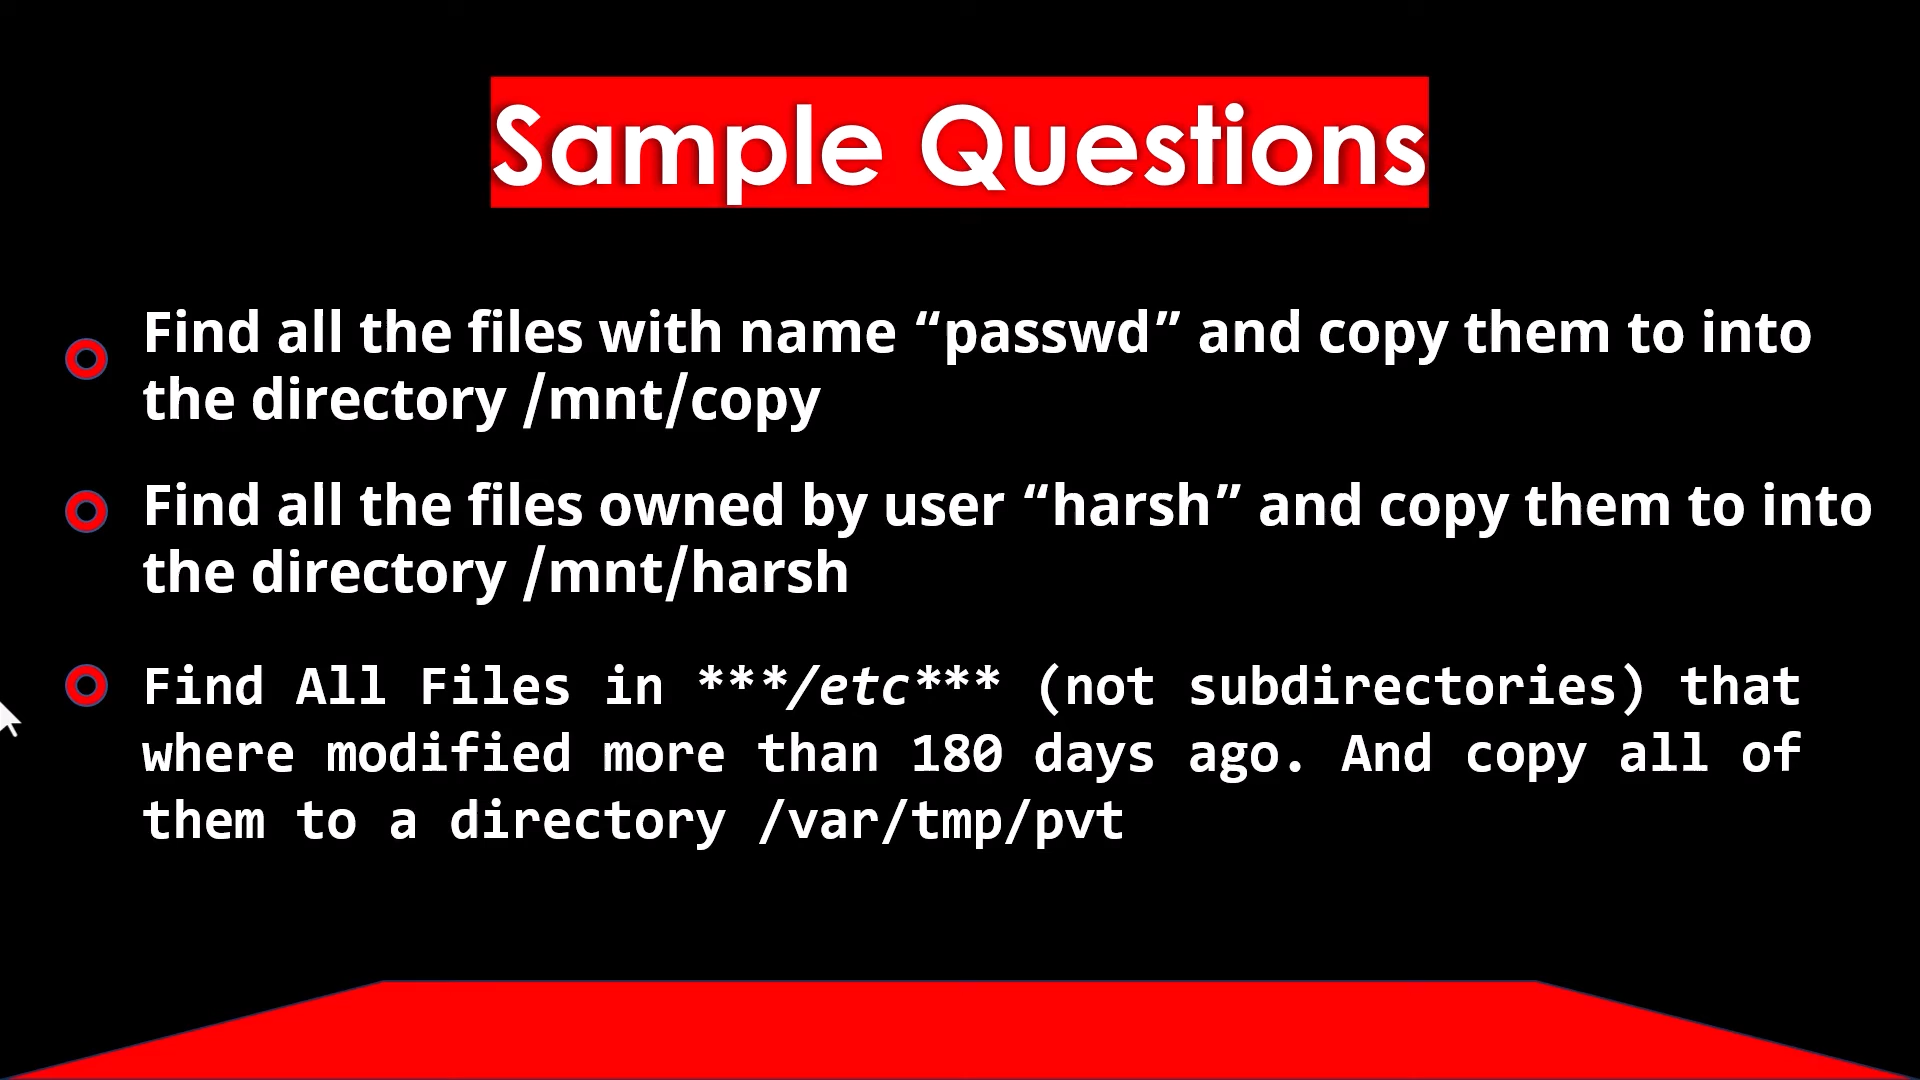 Sample Questions
Find all the files with name “passwd” and copy them to into
the directory /mnt/copy
Find all the files owned by user “harsh” and copy them to into
the directory /mnt/harsh
Find All Files in ***/etc*** (not subdirectories) that
where modified more than 180 days ago. And copy all of
them to a directory /var/tmp/pvt